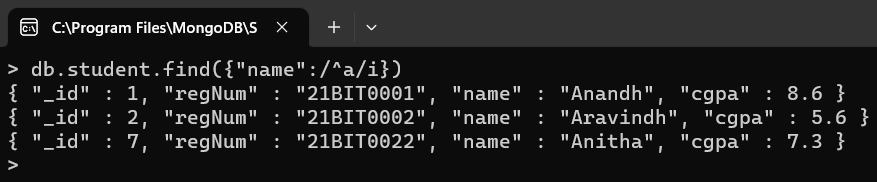 C:\Program Files\MongoDB\S
> db.student.find({"name":/^a/i})
{ "_id" : 1, "regNum" : "21BIT0001", "name" : "Anandh", "cgpa" : 8.6 }
{ "_id" : 2, "regNum" : "21BIT0002", "name" : "Aravindh", "cgpa" : 5.6 }
{ "_id" : 7, "regNum" : "21BIT0022", "name" : "Anitha", "cgpa" : 7.3 }
>